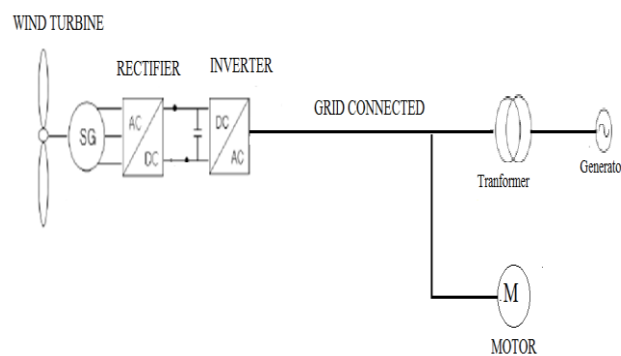 WIND TURBINE
RECTIFIER
INVERTER
SG
AC
DC
DC
AC
GRID CONNECTED
Tranformer
Generato
M
MOTOR